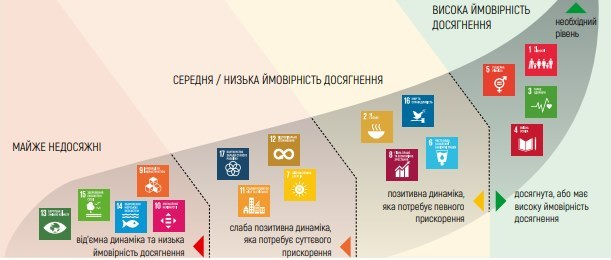 ВИСОКА ЙМОВІРНІСТЬ
ДОСЯГНЕННЯ
необхідний
рівень
СЕРЕДНЯ / НИЗЬКА ЙМОВІРНІСТЬ ДОСЯГНЕННЯ
МАЙЖЕ НЕДОСЯЖНІ
1
5
3
4
16
2
6
8
12
17
7
11
9
15
13
14
10
позитивна динаміка,
яка потребує певного
прискорення
досягнута, або має
високу ймовірність
досягнення
слабка позитивна динаміка,
яка потребує суттєвого
прискорення
від'ємна динаміка та низька
ймовірність досягнення